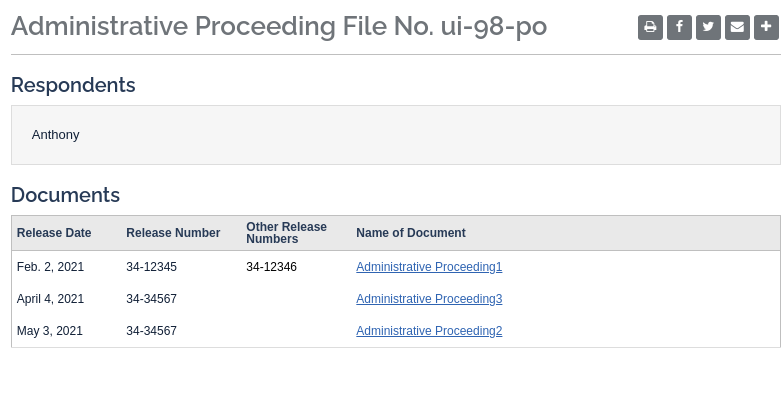 Administrative Proceeding File No. ui-98-po
Respondents
Anthony
Documents
Release Date Release Number Other Release Numbers Name of Document
Feb. 2, 2021 34-12345 34-12346 Administrative Proceeding1
April 4, 2021 34-34567 Administrative Proceeding3
May 3, 2021 34-34567 Administrative Proceeding2